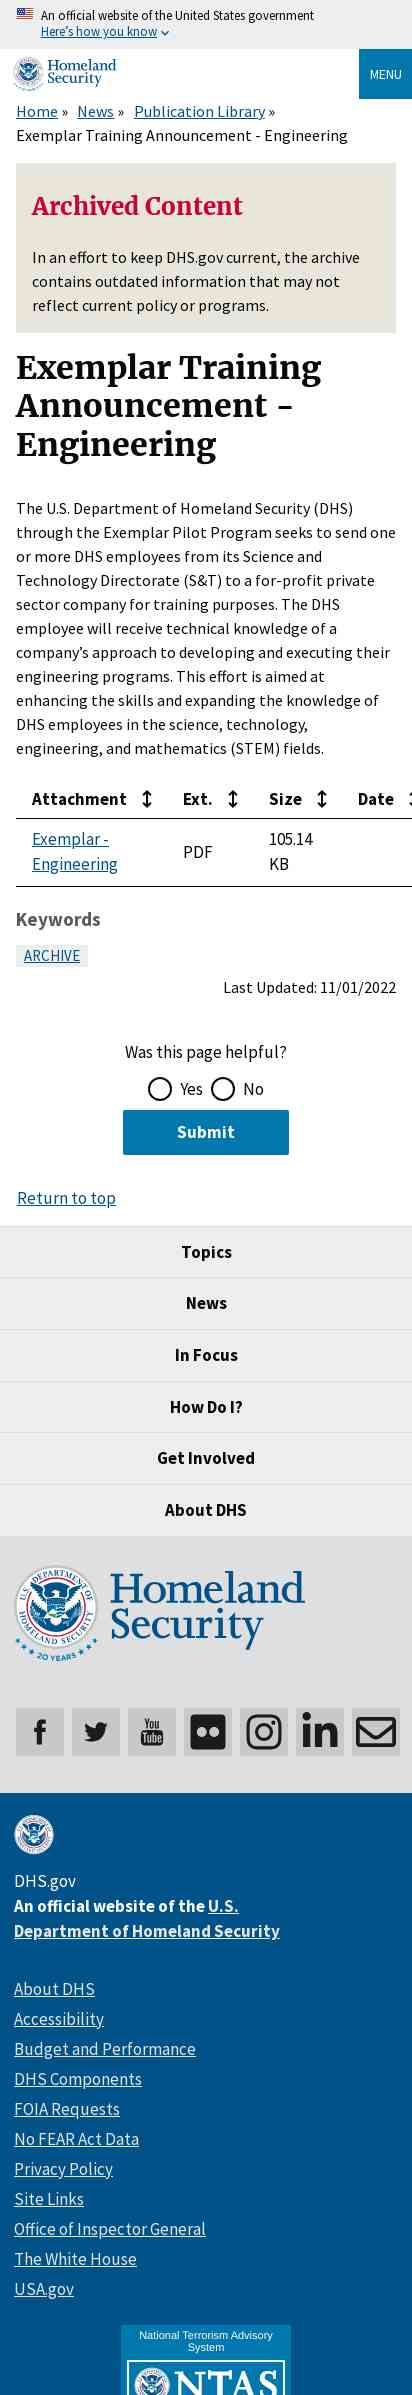 An official website of the United States government
Here's how you know
Homeland
Security
MENU
Home » News » Publication Library »
Exemplar Training Announcement - Engineering
Archived Content
In an effort to keep DHS.gov current, the archive
contains outdated information that may not
reflect current policy or programs.
Exemplar Training
Announcement -
Engineering
The U.S. Department of Homeland Security (DHS)
through the Exemplar Pilot Program seeks to send one
or more DHS employees from its Science and
Technology Directorate (S&T) to a for-profit private
sector company for training purposes. The DHS
employee will receive technical knowledge of a
company's approach to developing and executing their
engineering programs. This effort is aimed at
enhancing the skills and expanding the knowledge of
DHS employees in the science, technology,
engineering, and mathematics (STEM) fields.
Attachment Ext. Size Date
Exemplar -
Engineering
PDF
105.14
KB
Keywords
ARCHIVE
Last Updated: 11/01/2022
Was this page helpful?
Yes No
Submit
Return to top
Topics
News
In Focus
How Do I?
Get Involved
About DHS
U.S. DEPARTMENT OF
HOMELAND SECURITY
20 YEARS
Homeland
Security
You
Tube
DHS.gov
An official website of the U.S.
Department of Homeland Security
About DHS
Accessibility
Budget and Performance
DHS Components
FOIA Requests
No FEAR Act Data
Privacy Policy
Site Links
Office of Inspector General
The White House
USA.gov
National Terrorism Advisory
System
NTAS